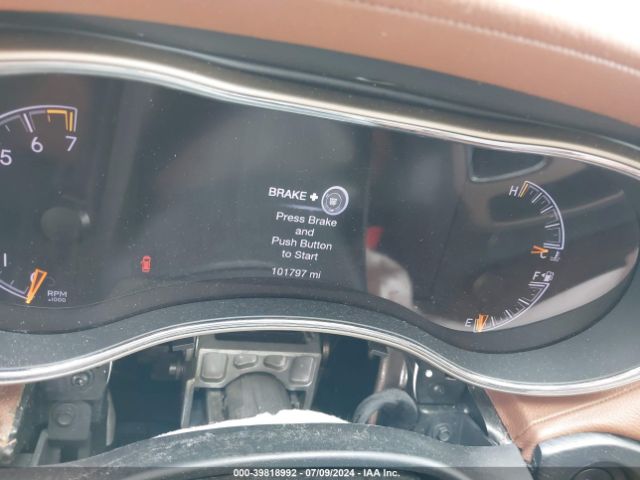 5 6 7
1 0
RPM
x1000
BRAKE +
Press Brake
and
Push Button
to Start
101797 mi
H
C
F
E
000-39818992 - 07/09/2024 - IAA Inc.